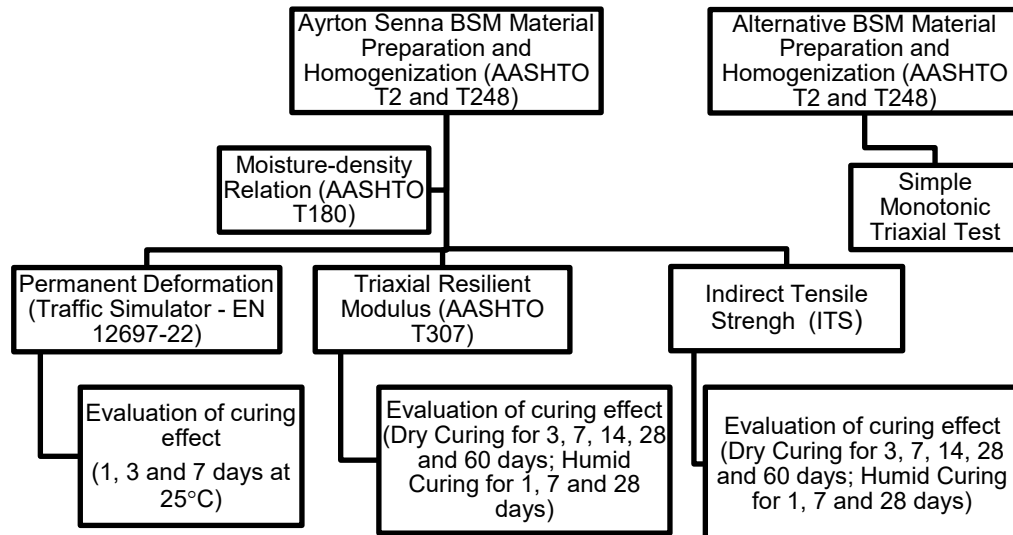 Ayrton Senna BSM Material
Preparation and
Homogenization (AASHTO
T2 and T248)
Alternative BSM Material
Preparation and
Homogenization (AASHTO
T2 and T248)
Moisture-density
Relation (AASHTO
T180)
Simple
Monotonic
Triaxial Test
Permanent Deformation
(Traffic Simulator - EN
12697-22)
Triaxial Resilient
Modulus (AASHTO
T307)
Indirect Tensile
Strengh (ITS)
Evaluation of curing
effect
(1, 3 and 7 days at
25°C)
Evaluation of curing effect
(Dry Curing for 3, 7, 14, 28
and 60 days; Humid
Curing for 1, 7 and 28
days)
Evaluation of curing effect
(Dry Curing for 3, 7, 14, 28
and 60 days; Humid Curing
for 1, 7 and 28 days)